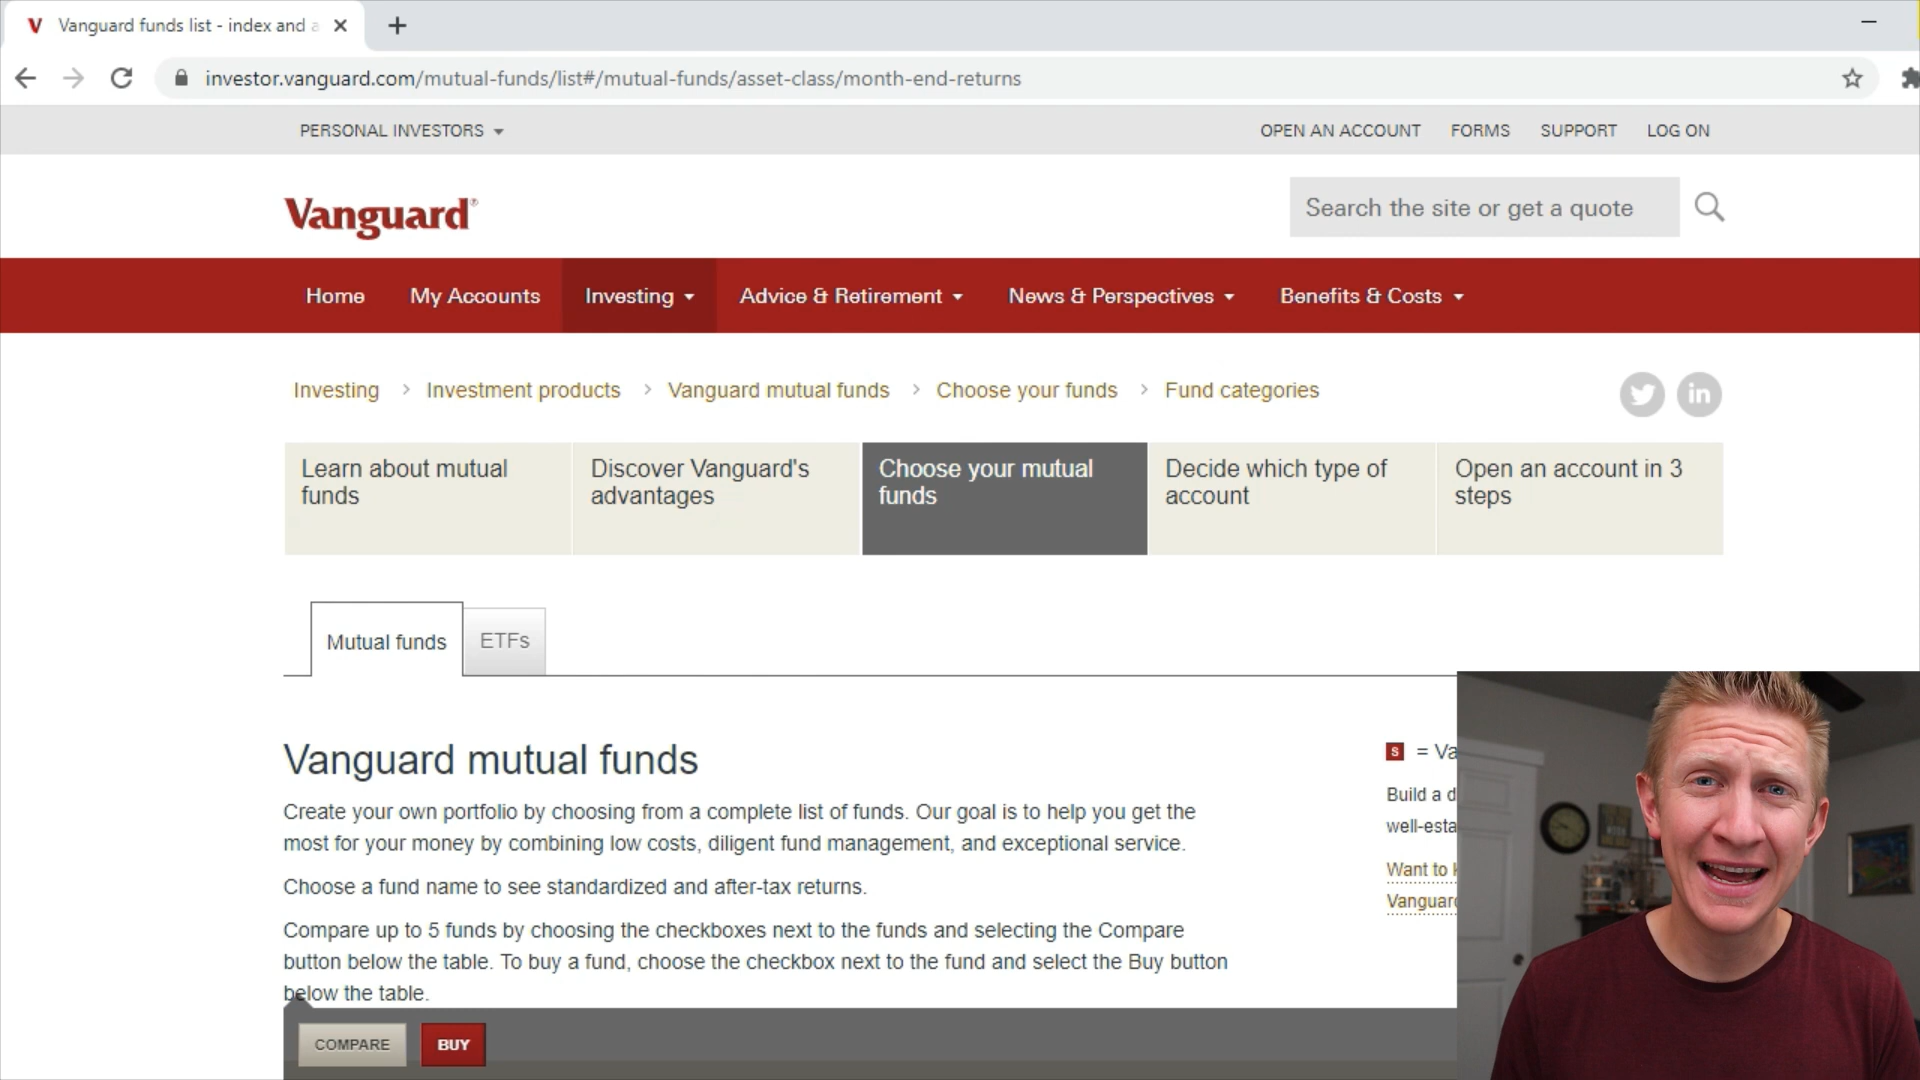 Vanguard funds list - index and a
investor.vanguard.com/mutual-funds/list#/mutual-funds/asset-class/month-end-returns
PERSONAL INVESTORS
OPEN AN ACCOUNT FORMS SUPPORT LOG ON
Vanguard®
Search the site or get a quote
Home My Accounts Investing Advice & Retirement News & Perspectives Benefits & Costs
Investing > Investment products > Vanguard mutual funds > Choose your funds > Fund categories
in
Learn about mutual
funds
Discover Vanguard's
advantages
Choose your mutual
funds
Decide which type of
account
Open an account in 3
steps
Mutual funds
ETFs
Vanguard mutual funds
Create your own portfolio by choosing from a complete list of funds. Our goal is to help you get the
most for your money by combining low costs, diligent fund management, and exceptional service.
Choose a fund name to see standardized and after-tax returns.
Compare up to 5 funds by choosing the checkboxes next to the funds and selecting the Compare
button below the table. To buy a fund, choose the checkbox next to the fund and select the Buy button
below the table.
S = Va
Build a d
well-esta
Want to
Vanguard
COMPARE BUY